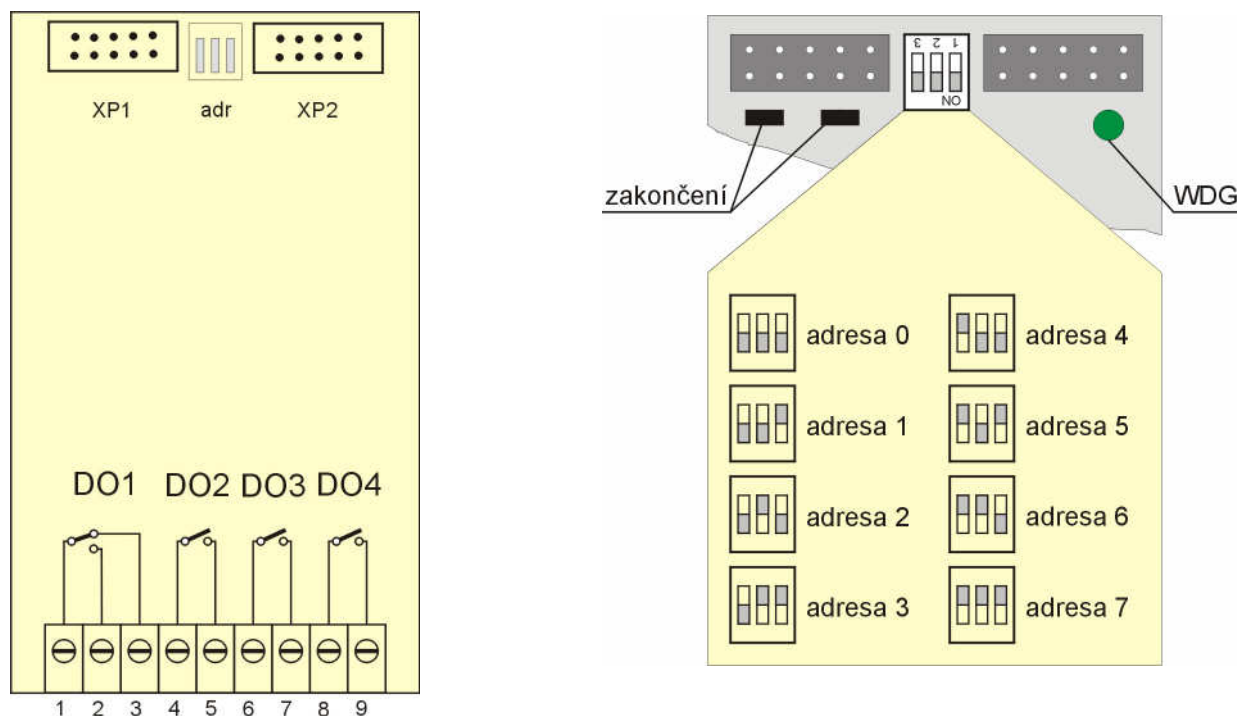 XP1 adr XP2
DO1 DO2 DO3 DO4
1 2 3 4 5 6 7 8 9
3 2 1
ON
zakončení
WDG
adresa 0
adresa 1
adresa 2
adresa 3
adresa 4
adresa 5
adresa 6
adresa 7